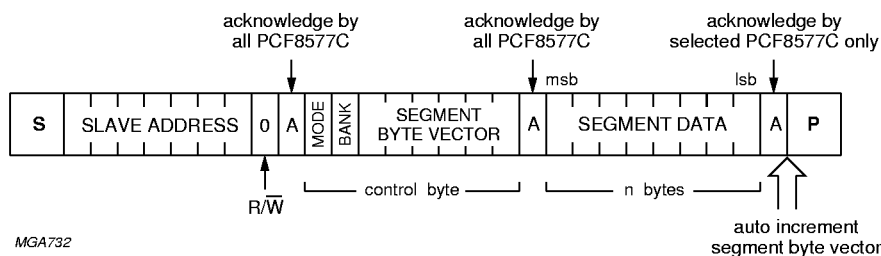 acknowledge by
all PCF8577C
acknowledge by
all PCF8577C
acknowledge by
selected PCF8577C only
msb
lsb
S
SLAVE ADDRESS
0
A
MODE
BANK
SEGMENT
BYTE VECTOR
A
SEGMENT DATA
A
P
R/W̅
control byte
n bytes
auto increment
segment byte vector
MGA732